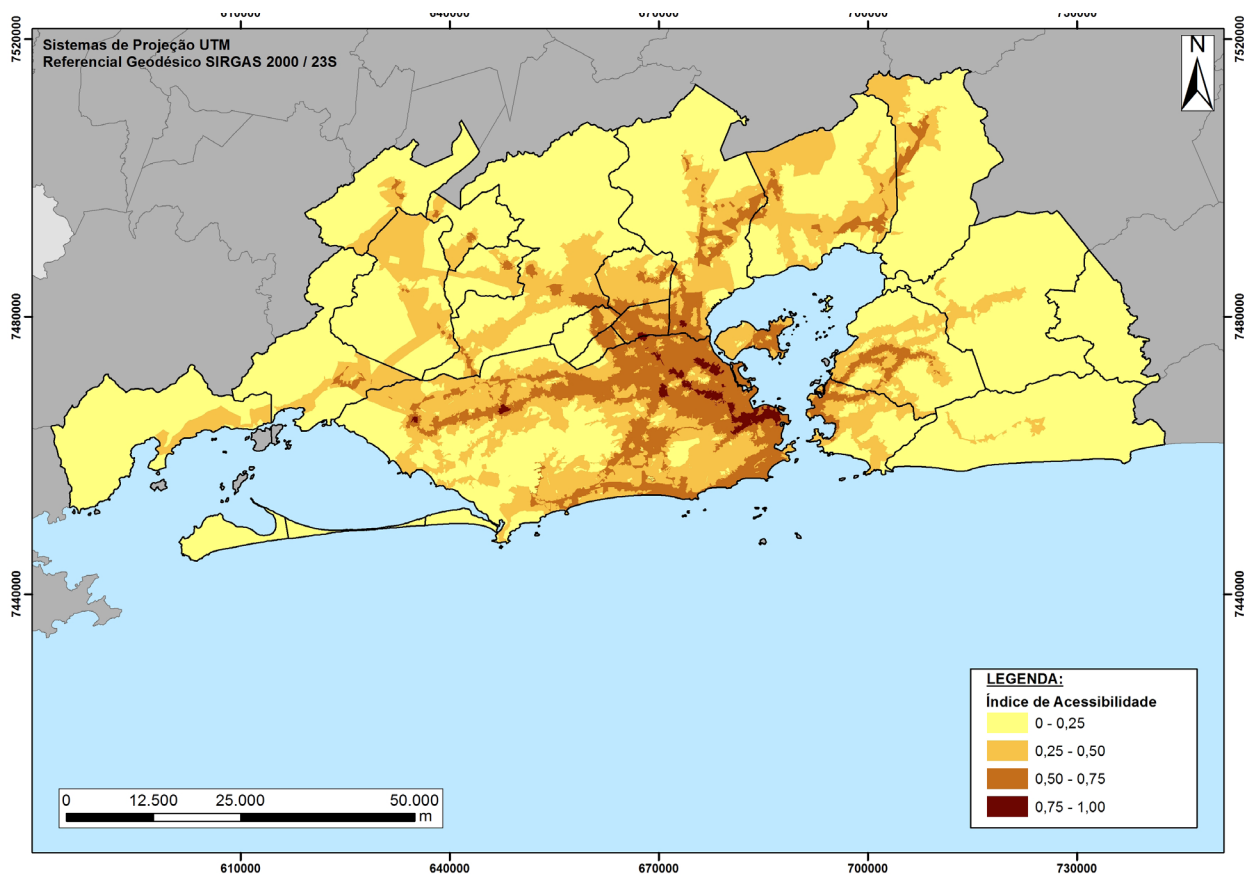 610000 640000 670000 700000 730000
Sistemas de Projeção UTM
Referencial Geodésico SIRGAS 2000 / 23S
N
7520000 7520000
7480000 7480000
7440000 7440000
LEGENDA:
Índice de Acessibilidade
0 - 0,25
0,25 - 0,50
0,50 - 0,75
0,75 - 1,00
0 12.500 25.000 50.000
m
610000 640000 670000 700000 730000